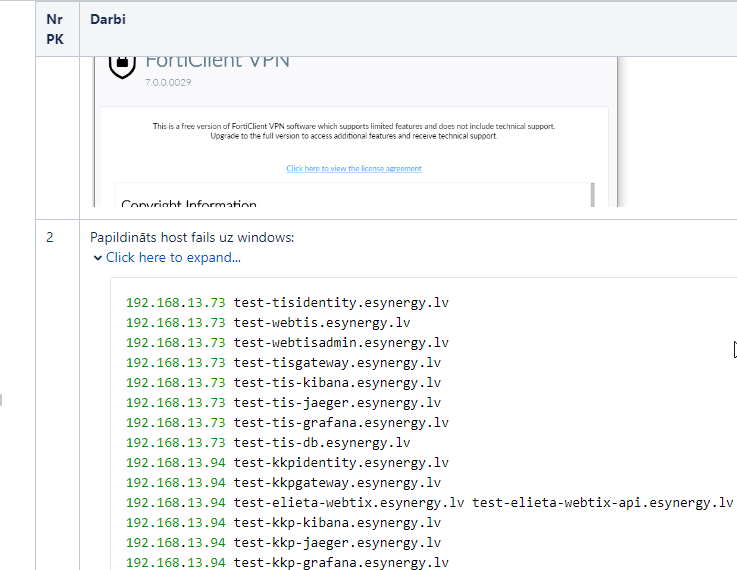 Nr
PK
Darbi
FortiClient VPN
7.0.0.0029
This is a free version of FortiClient VPN software which supports limited features and does not include technical support.
Upgrade to the full version to access additional features and receive technical support.
Click here to view the license agreement
Copyright Information
2
Papildināts host fails uz windows:
Click here to expand...
192.168.13.73 test-tisidentity.esynergy.lv
192.168.13.73 test-webtis.esynergy.lv
192.168.13.73 test-webtisadmin.esynergy.lv
192.168.13.73 test-tisgateway.esynergy.lv
192.168.13.73 test-tis-kibana.esynergy.lv
192.168.13.73 test-tis-jaeger.esynergy.lv
192.168.13.73 test-tis-grafana.esynergy.lv
192.168.13.73 test-tis-db.esynergy.lv
192.168.13.94 test-kkpidentity.esynergy.lv
192.168.13.94 test-kkpgateway.esynergy.lv
192.168.13.94 test-elieta-webtix.esynergy.lv test-elieta-webtix-api.esynergy.lv
192.168.13.94 test-kkp-kibana.esynergy.lv
192.168.13.94 test-kkp-jaeger.esynergy.lv
192.168.13.94 test-kkp-grafana.esynergy.lv